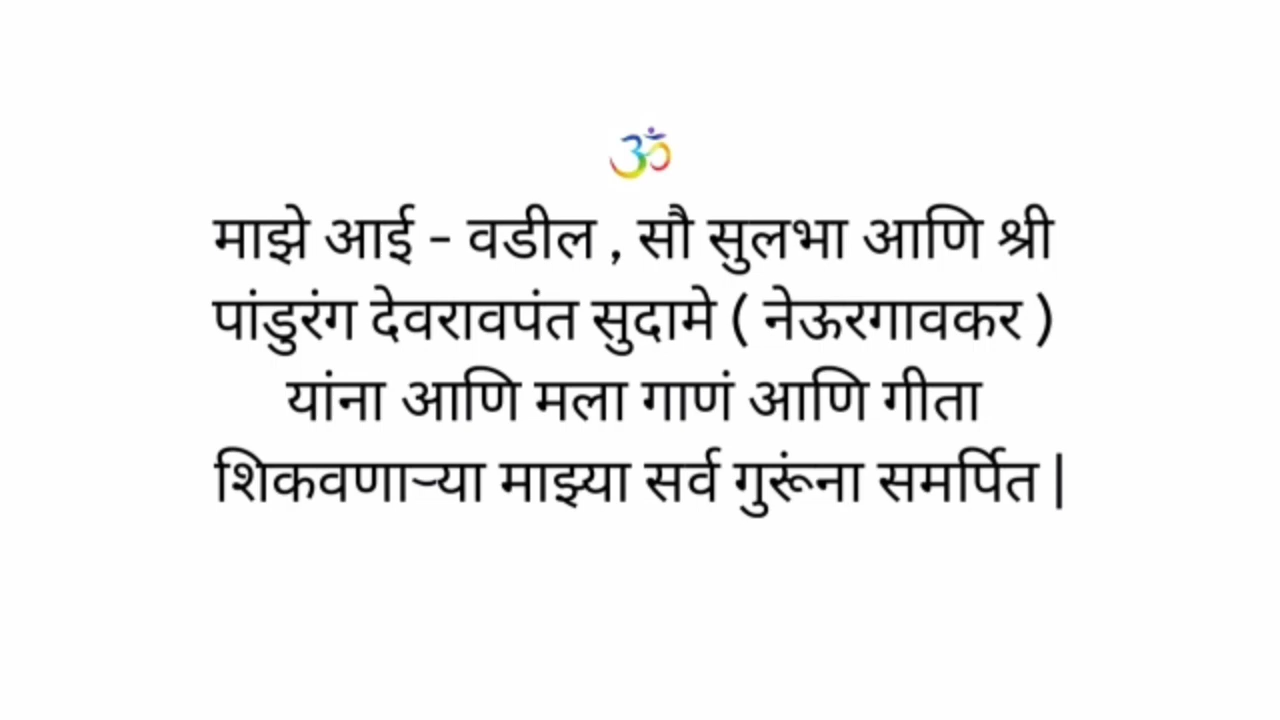 ॐ
माझे आई - वडील , सौ सुलभा आणि श्री
पांडुरंग देवरावपंत सुदामे ( नेऊरगावकर )
यांना आणि मला गाणं आणि गीता
शिकवणाऱ्या माझ्या सर्व गुरूंना समर्पित |